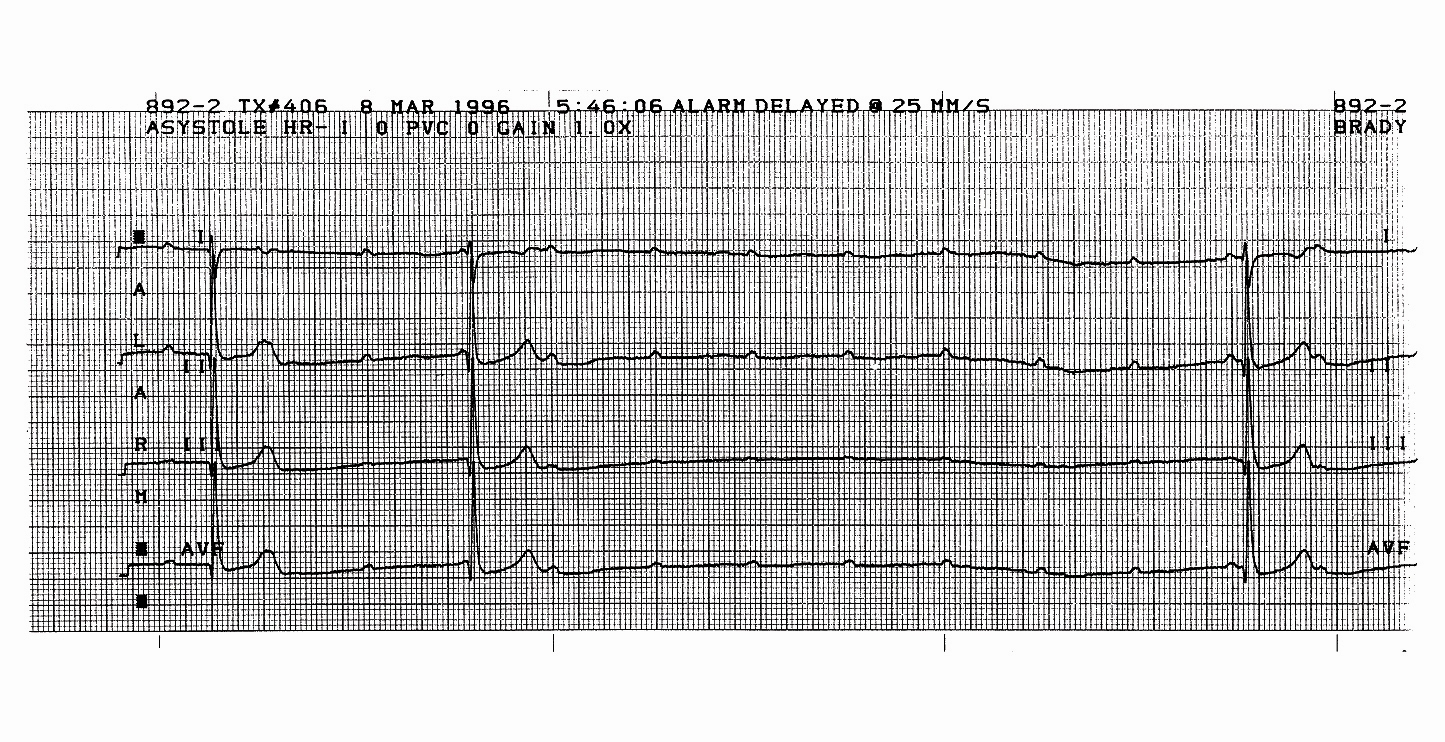 892-2 TX#406 8 MAR 1996 5:46:06 ALARM DELAYED @ 25 MM/S 892-2
ASYSTOLE HR- I 0 PVC 0 GAIN 1.0X BRADY
I I
A
L
II II
A
R III III
M
AVF AVF